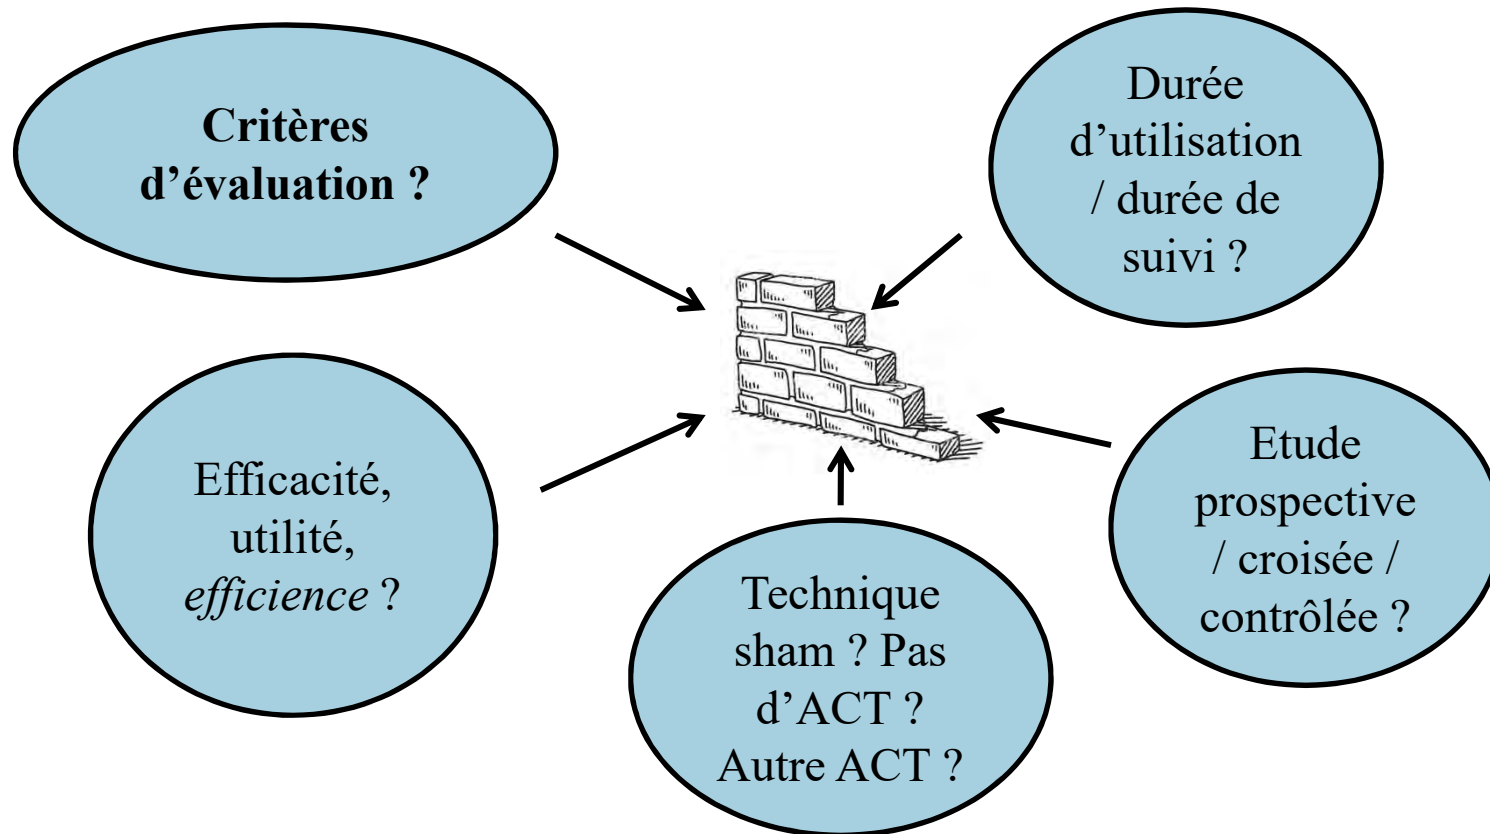 Critères
d’évaluation ?
Durée
d’utilisation
/ durée de
suivi ?
Efficacité,
utilité,
efficience ?
Technique
sham ? Pas
d’ACT ?
Autre ACT ?
Etude
prospective
/ croisée /
contrôlée ?